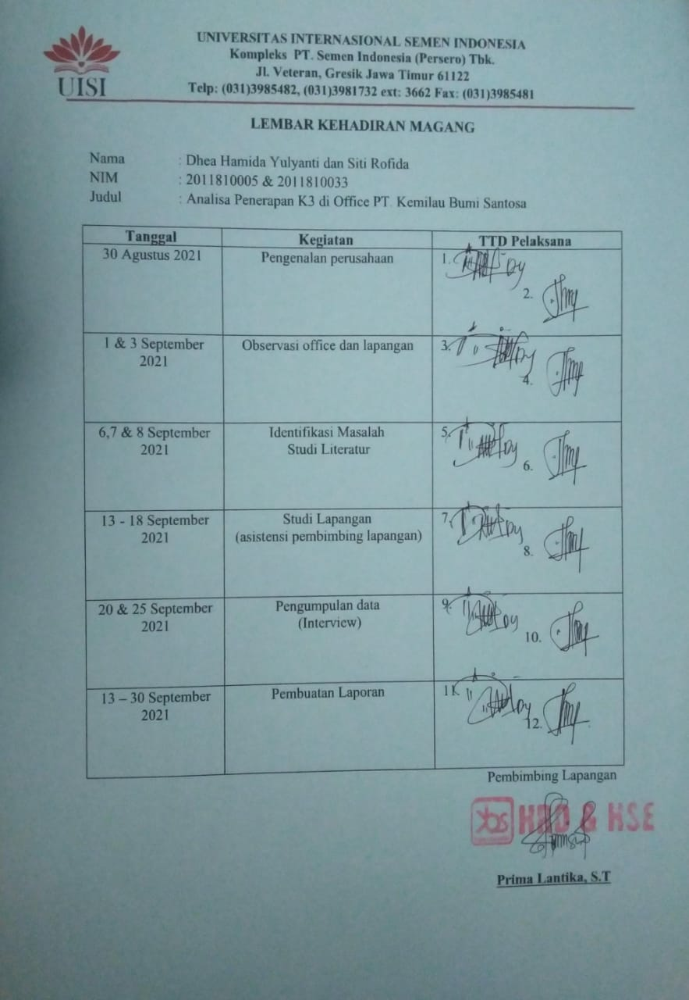 UISI
UNIVERSITAS INTERNASIONAL SEMEN INDONESIA
Kompleks PT. Semen Indonesia (Persero) Tbk.
Jl. Veteran, Gresik Jawa Timur 61122
Telp: (031)3985482, (031)3981732 ext: 3662 Fax: (031)3985481
LEMBAR KEHADIRAN MAGANG
Nama : Dhea Hamida Yulyanti dan Siti Rofida
NIM : 2011810005 & 2011810033
Judul : Analisa Penerapan K3 di Office PT. Kemilau Bumi Santosa
Tanggal Kegiatan TTD Pelaksana
30 Agustus 2021 Pengenalan perusahaan 1.
2.
1 & 3 September Observasi office dan lapangan 3.
2021 4.
6,7 & 8 September Identifikasi Masalah 5.
2021 Studi Literatur 6.
13 - 18 September Studi Lapangan 7.
2021 (asistensi pembimbing lapangan) 8.
20 & 25 September Pengumpulan data 9.
2021 (Interview) 10.
13 – 30 September Pembuatan Laporan 11.
2021 12.
Pembimbing Lapangan
HRD & HSE
Prima Lantika, S.T